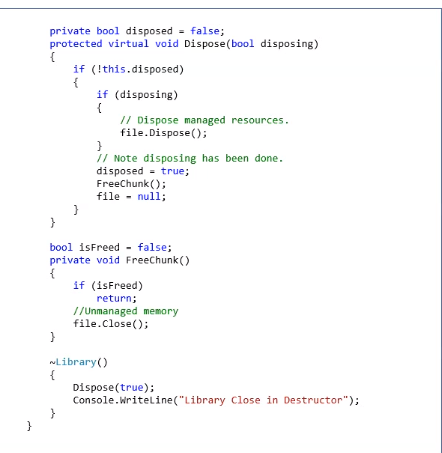 private bool disposed = false;
protected virtual void Dispose(bool disposing)
{
if (!this.disposed)
{
if (disposing)
{
// Dispose managed resources.
file.Dispose();
}
// Note disposing has been done.
disposed = true;
FreeChunk();
file = null;
}
}
bool isFreed = false;
private void FreeChunk()
{
if (isFreed)
return;
//Unmanaged memory
file.Close();
}
~Library()
{
Dispose(true);
Console.WriteLine("Library Close in Destructor");
}
}